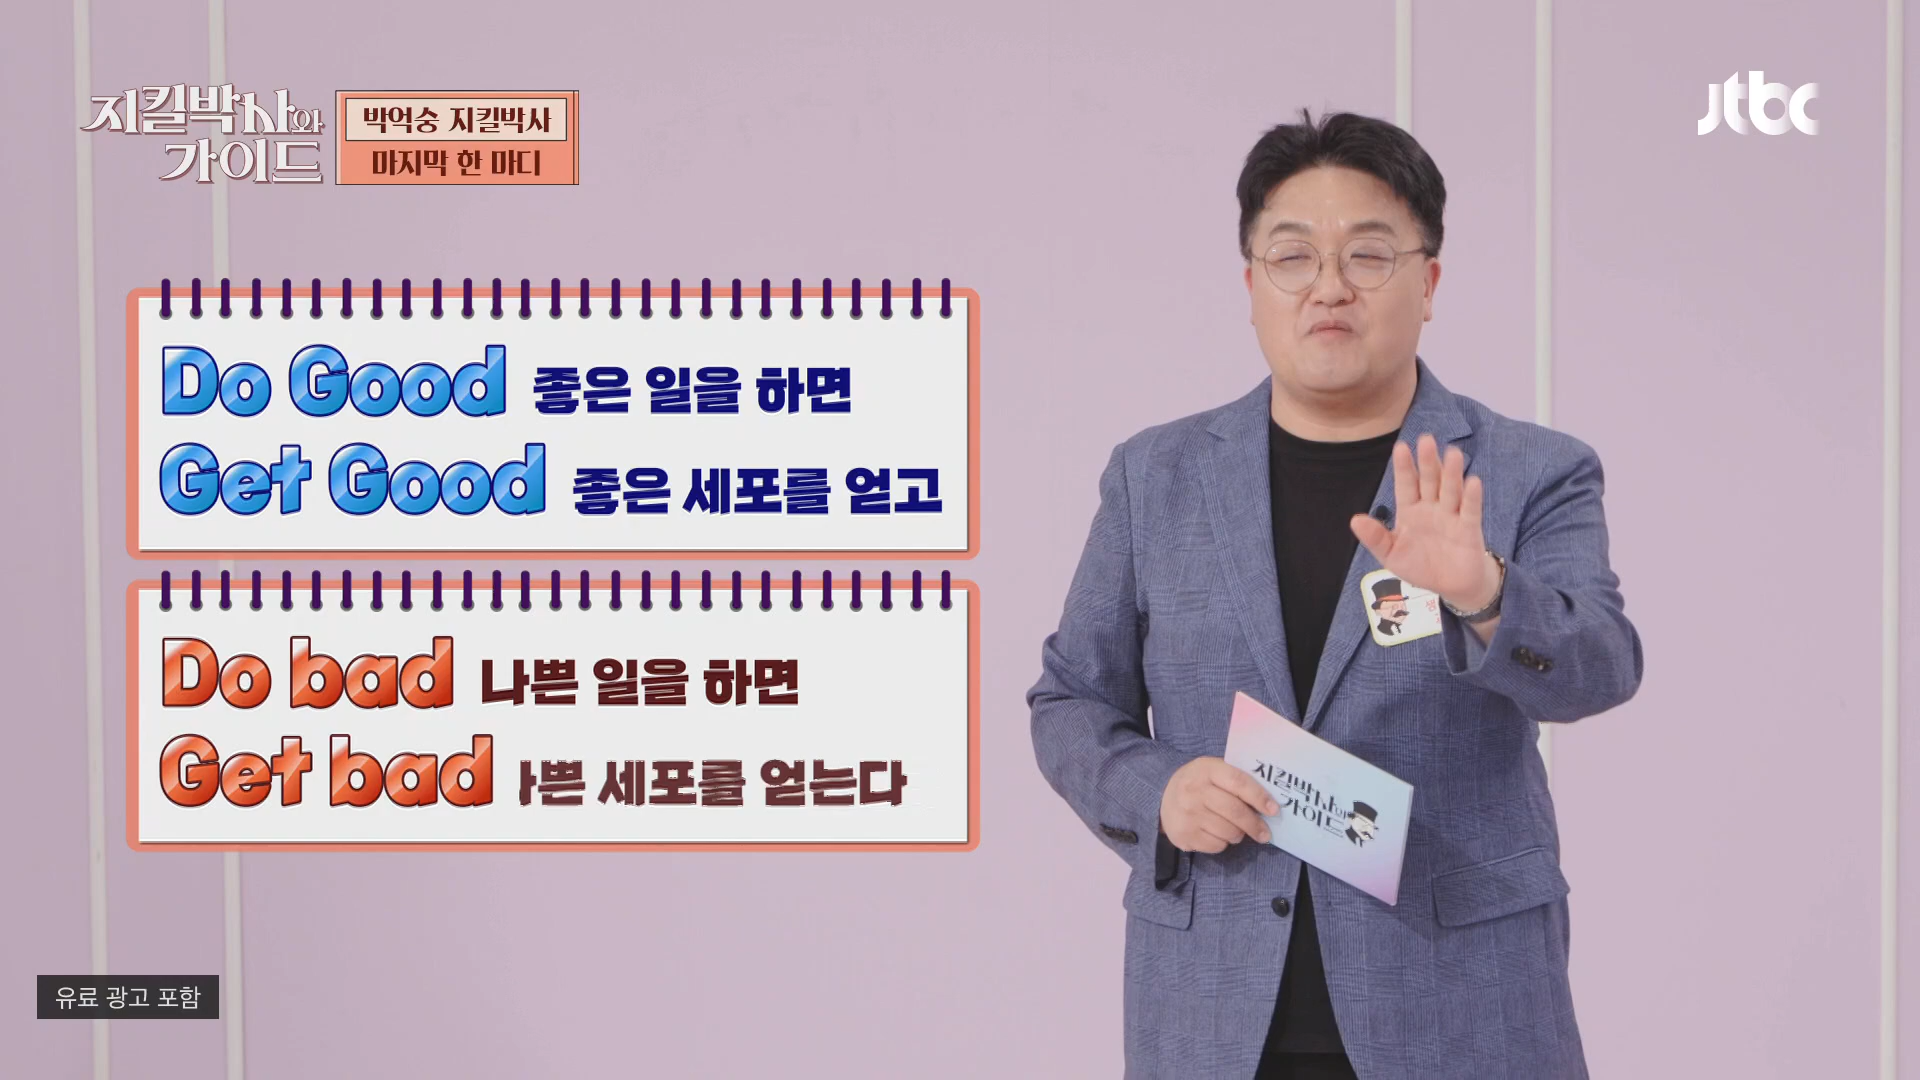 지킬박사와
가이드
박억숭 지킬박사
마지막 한 마디
jtbc
Do Good 좋은 일을 하면
Get Good 좋은 세포를 얻고
Do bad 나쁜 일을 하면
Get bad 나쁜 세포를 얻는다
지킬박사와
가이드
유료 광고 포함